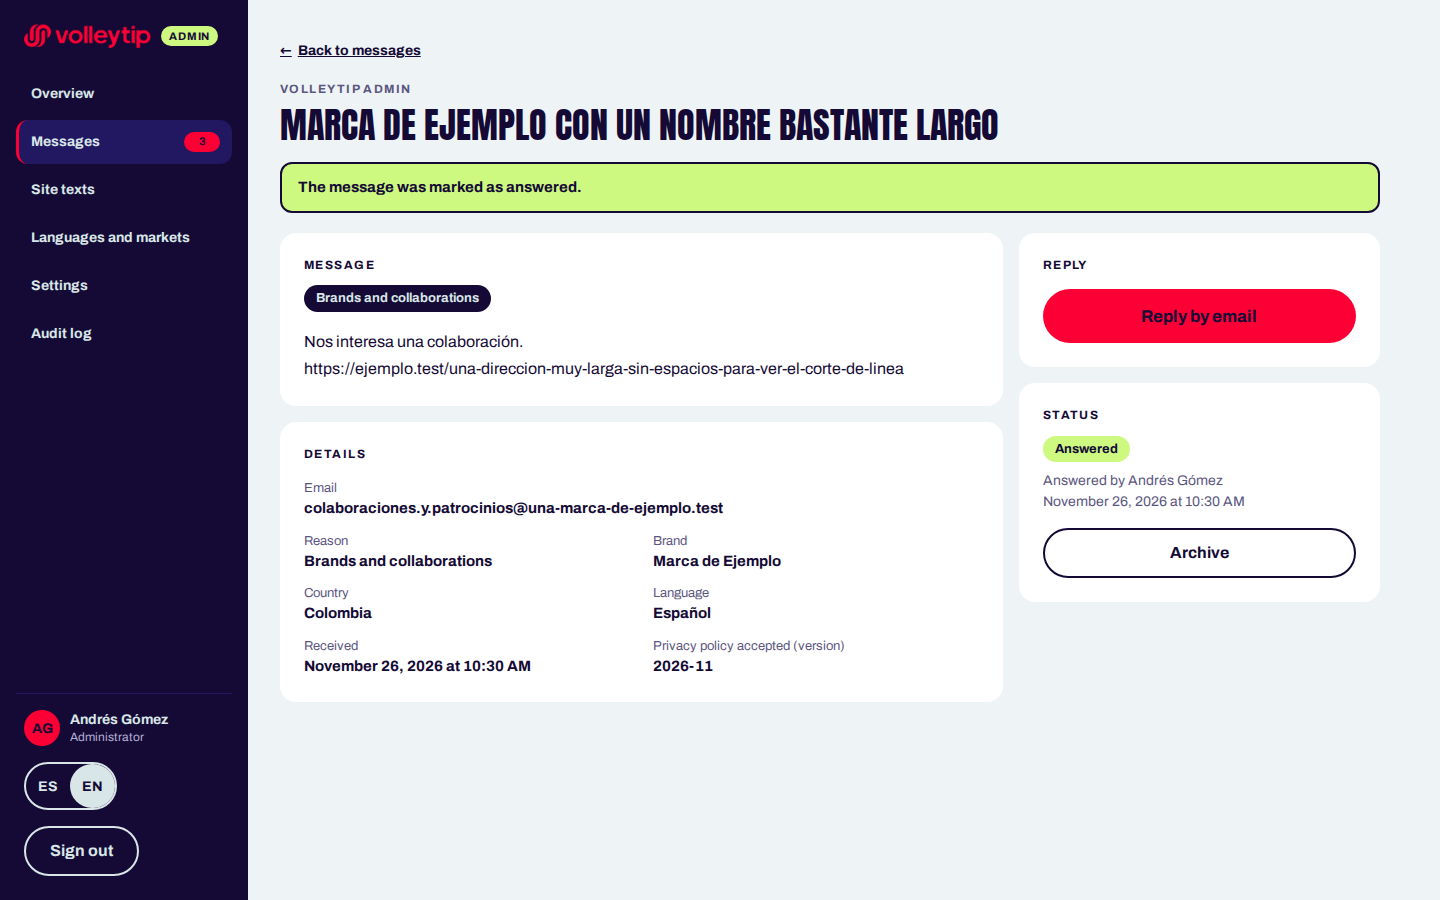 volleytip ADMIN
Overview
Messages 3
Site texts
Languages and markets
Settings
Audit log
AG
Andrés Gómez
Administrator
ES EN
Sign out
← Back to messages
VOLLEYTIP ADMIN
MARCA DE EJEMPLO CON UN NOMBRE BASTANTE LARGO
The message was marked as answered.
MESSAGE
Brands and collaborations
Nos interesa una colaboración.
https://ejemplo.test/una-direccion-muy-larga-sin-espacios-para-ver-el-corte-de-linea
DETAILS
Email
colaboraciones.y.patrocinios@una-marca-de-ejemplo.test
Reason
Brands and collaborations
Brand
Marca de Ejemplo
Country
Colombia
Language
Español
Received
November 26, 2026 at 10:30 AM
Privacy policy accepted (version)
2026-11
REPLY
Reply by email
STATUS
Answered
Answered by Andrés Gómez
November 26, 2026 at 10:30 AM
Archive